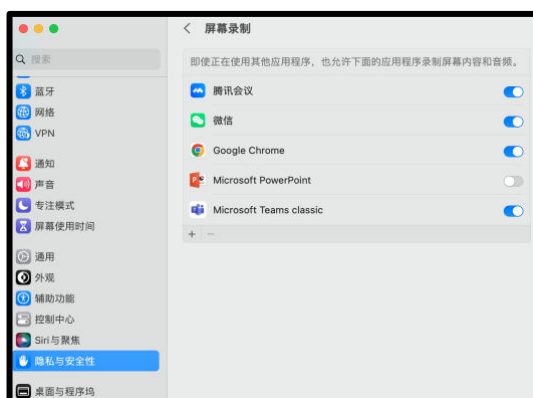 屏幕录制
搜索
即使正在使用其他应用程序，也允许下面的应用程序录制屏幕内容和音频。
蓝牙
网络
VPN
通知
声音
专注模式
屏幕使用时间
通用
外观
辅助功能
控制中心
Siri与聚焦
隐私与安全性
桌面与程序坞
腾讯会议
微信
Google Chrome
Microsoft PowerPoint
Microsoft Teams classic